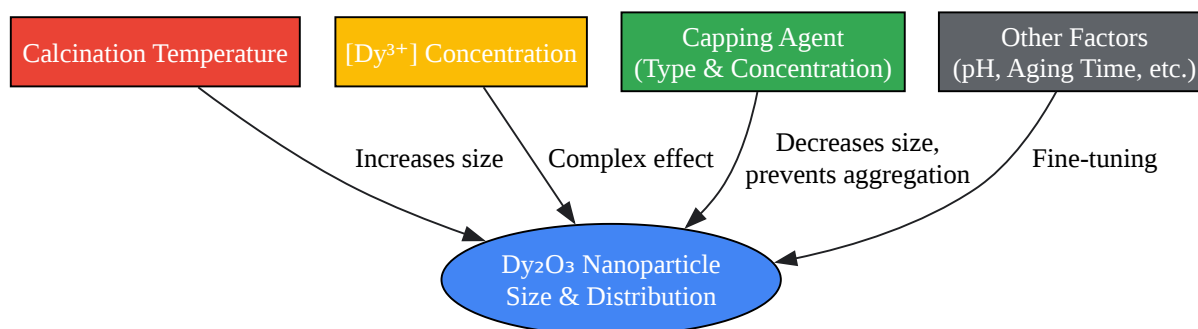 Calcination Temperature
[Dy³⁺] Concentration
Capping Agent
(Type & Concentration)
Other Factors
(pH, Aging Time, etc.)
Increases size
Complex effect
Decreases size,
prevents aggregation
Fine-tuning
Dy₂O₃ Nanoparticle
Size & Distribution